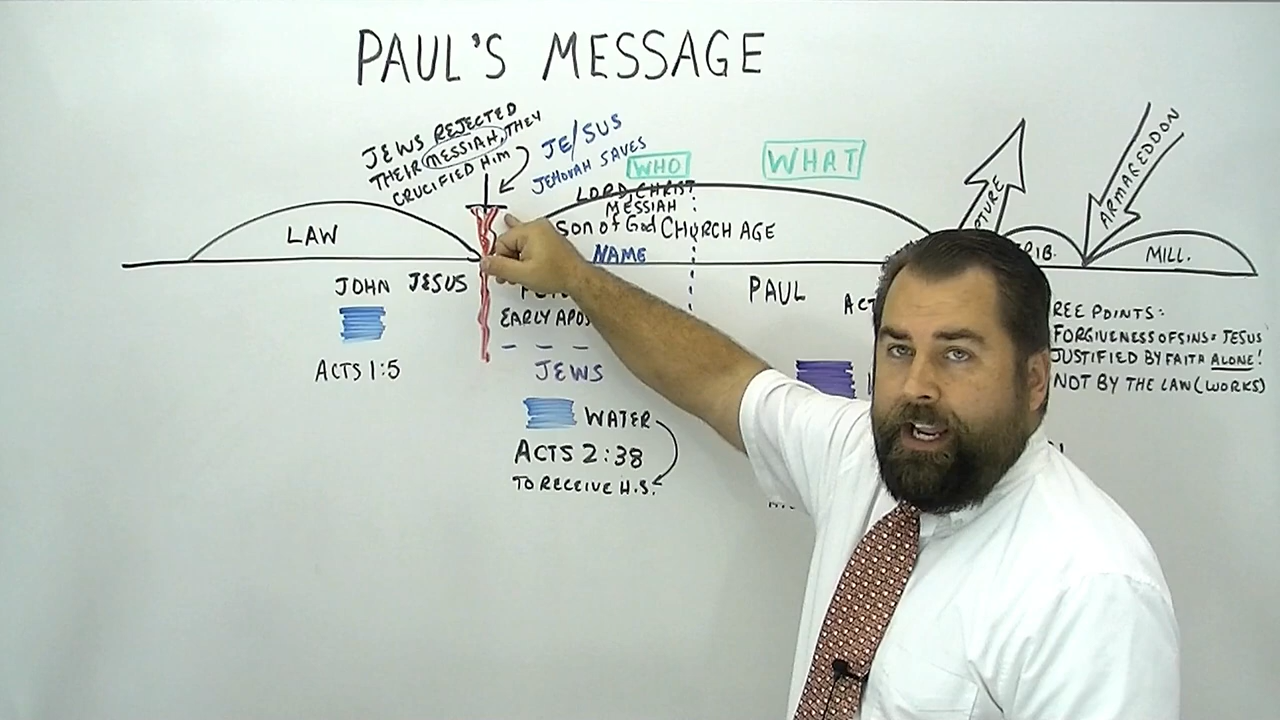 PAUL'S MESSAGE
JEWS REJECTED
THEIR MESSIAH, THEY
CRUCIFIED HIM
JE/SUS
JEHOVAH SAVES
WHO
WHAT
LORD, CHRIST
MESSIAH
SON of God
CHURCH AGE
NAME
LAW
ARMAGEDDON
MILL.
JOHN
JESUS
PAUL
ACTS 1:5
JEWS
WATER
ACTS 2:38
TO RECEIVE H.S.
EARLY
POINTS:
FORGIVENESS OF SINS = JESUS
JUSTIFIED BY FAITH ALONE!
NOT BY THE LAW (WORKS)